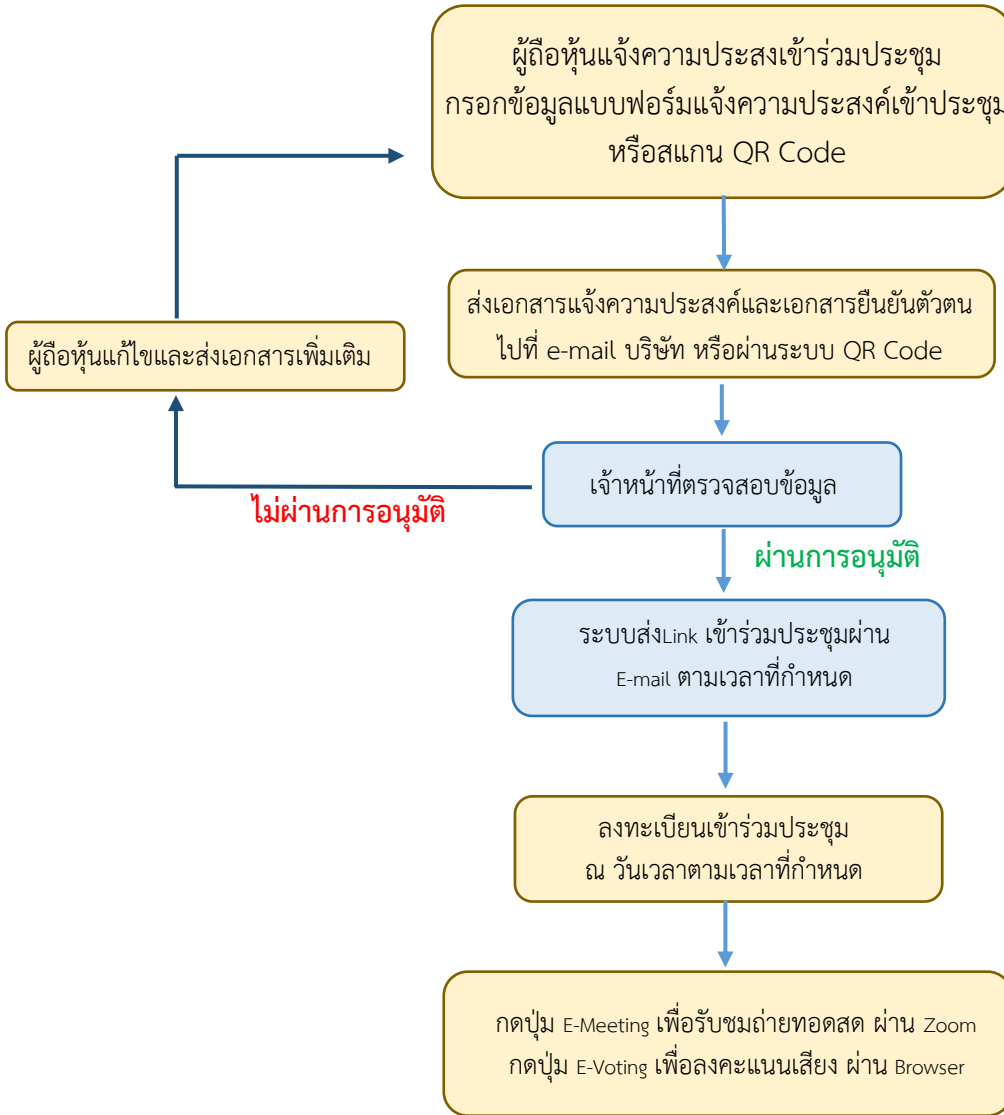 ผู้ถือหุ้นแจ้งความประสงเข้าร่วมประชุม
กรอกข้อมูลแบบฟอร์มแจ้งความประสงค์เข้าประชุม
หรือสแกน QR Code
ส่งเอกสารแจ้งความประสงค์และเอกสารยืนยันตัวตน
ไปที่ e-mail บริษัท หรือผ่านระบบ QR Code
ผู้ถือหุ้นแก้ไขและส่งเอกสารเพิ่มเติม
เจ้าหน้าที่ตรวจสอบข้อมูล
ไม่ผ่านการอนุมัติ
ผ่านการอนุมัติ
ระบบส่งLink เข้าร่วมประชุมผ่าน
E-mail ตามเวลาที่กำหนด
ลงทะเบียนเข้าร่วมประชุม
ณ วันเวลาตามเวลาที่กำหนด
กดปุ่ม E-Meeting เพื่อรับชมถ่ายทอดสด ผ่าน Zoom
กดปุ่ม E-Voting เพื่อลงคะแนนเสียง ผ่าน Browser